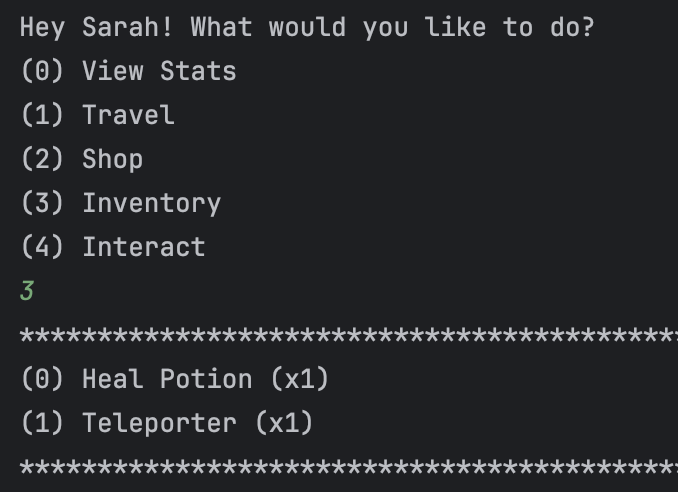 Hey Sarah! What would you like to do?
(0) View Stats
(1) Travel
(2) Shop
(3) Inventory
(4) Interact
3
*******************************************
(0) Heal Potion (x1)
(1) Teleporter (x1)
*******************************************